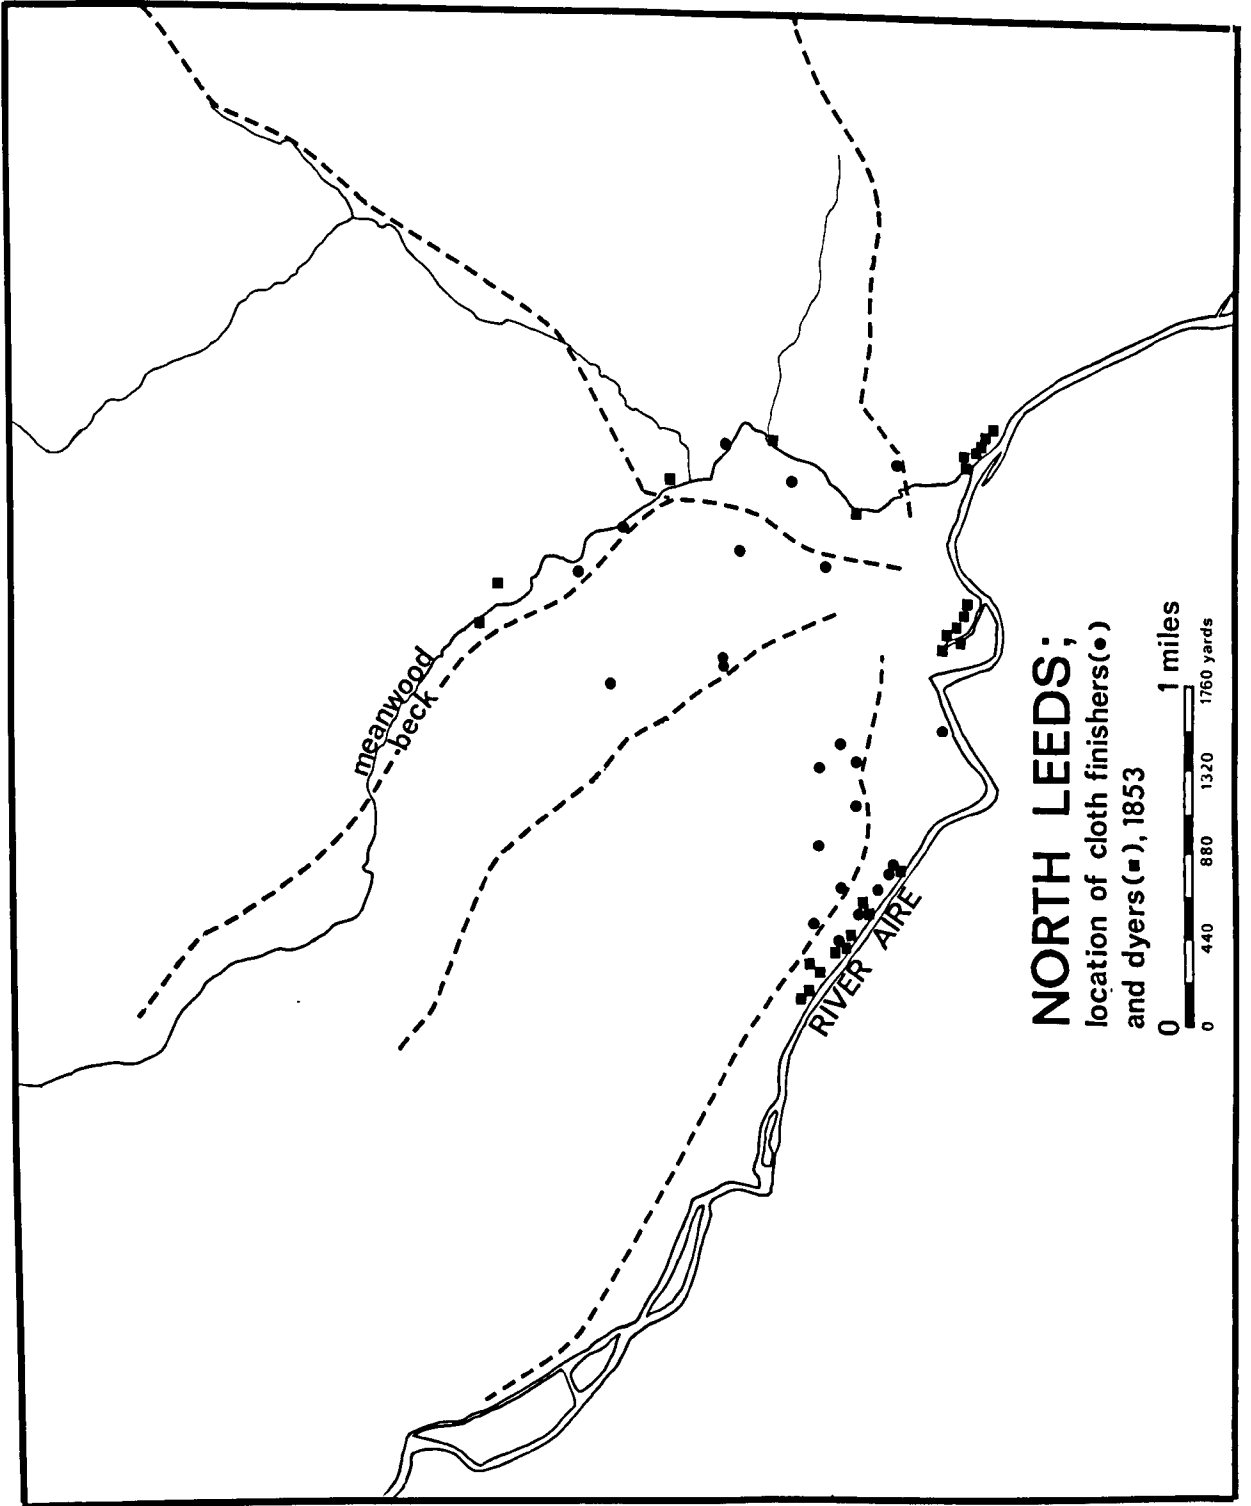 meanwood
beck
RIVER AIRE
NORTH LEEDS;
location of cloth finishers(●)
and dyers(■),1853
0 1 miles
0 440 880 1320 1760 yards